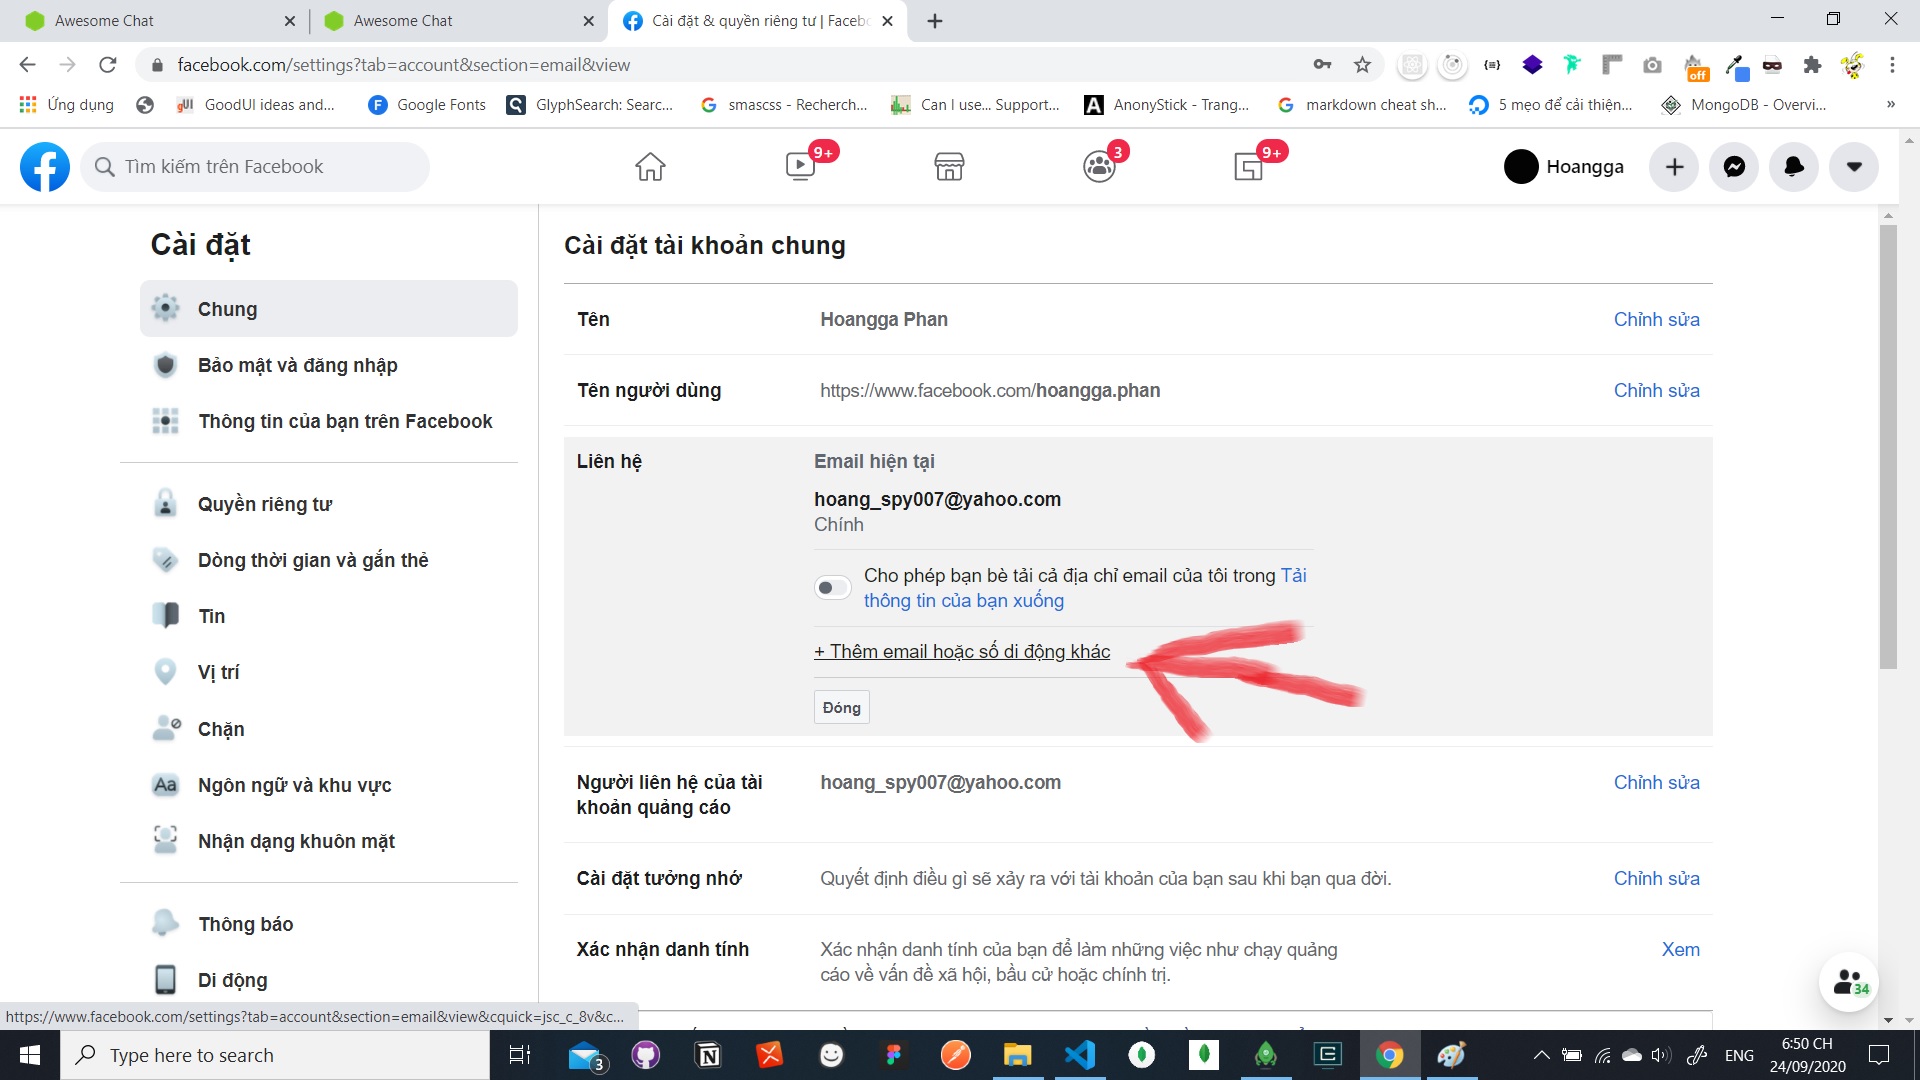 Awesome Chat
Awesome Chat
Cài đặt & quyền riêng tư | Facebo
facebook.com/settings?tab=account&section=email&view
off
Ứng dụng
gUI GoodUI ideas and...
F Google Fonts
GlyphSearch: Searc...
smascss - Recherch...
Can I use... Support...
A AnonyStick - Trang...
markdown cheat sh...
5 mẹo để cải thiện...
MongoDB - Overvi...
»
Tìm kiếm trên Facebook
9+
3
9+
Hoangga
Cài đặt
Chung
Bảo mật và đăng nhập
Thông tin của bạn trên Facebook
Quyền riêng tư
Dòng thời gian và gắn thẻ
Tin
Vị trí
Chặn
Aa Ngôn ngữ và khu vực
Nhận dạng khuôn mặt
Thông báo
Di động
Cài đặt tài khoản chung
Tên Hoangga Phan Chỉnh sửa
Tên người dùng https://www.facebook.com/hoangga.phan Chỉnh sửa
Liên hệ Email hiện tại
hoang_spy007@yahoo.com
Chính
Cho phép bạn bè tải cả địa chỉ email của tôi trong Tải
thông tin của bạn xuống
+ Thêm email hoặc số di động khác
Đóng
Người liên hệ của tài hoang_spy007@yahoo.com Chỉnh sửa
khoản quảng cáo
Cài đặt tưởng nhớ Quyết định điều gì sẽ xảy ra với tài khoản của bạn sau khi bạn qua đời. Chỉnh sửa
Xác nhận danh tính Xác nhận danh tính của bạn để làm những việc như chạy quảng Xem
cáo về vấn đề xã hội, bầu cử hoặc chính trị.
34
https://www.facebook.com/settings?tab=account&section=email&view&cquick=jsc_c_8v&c...
Type here to search
3
ENG
6:50 CH
24/09/2020